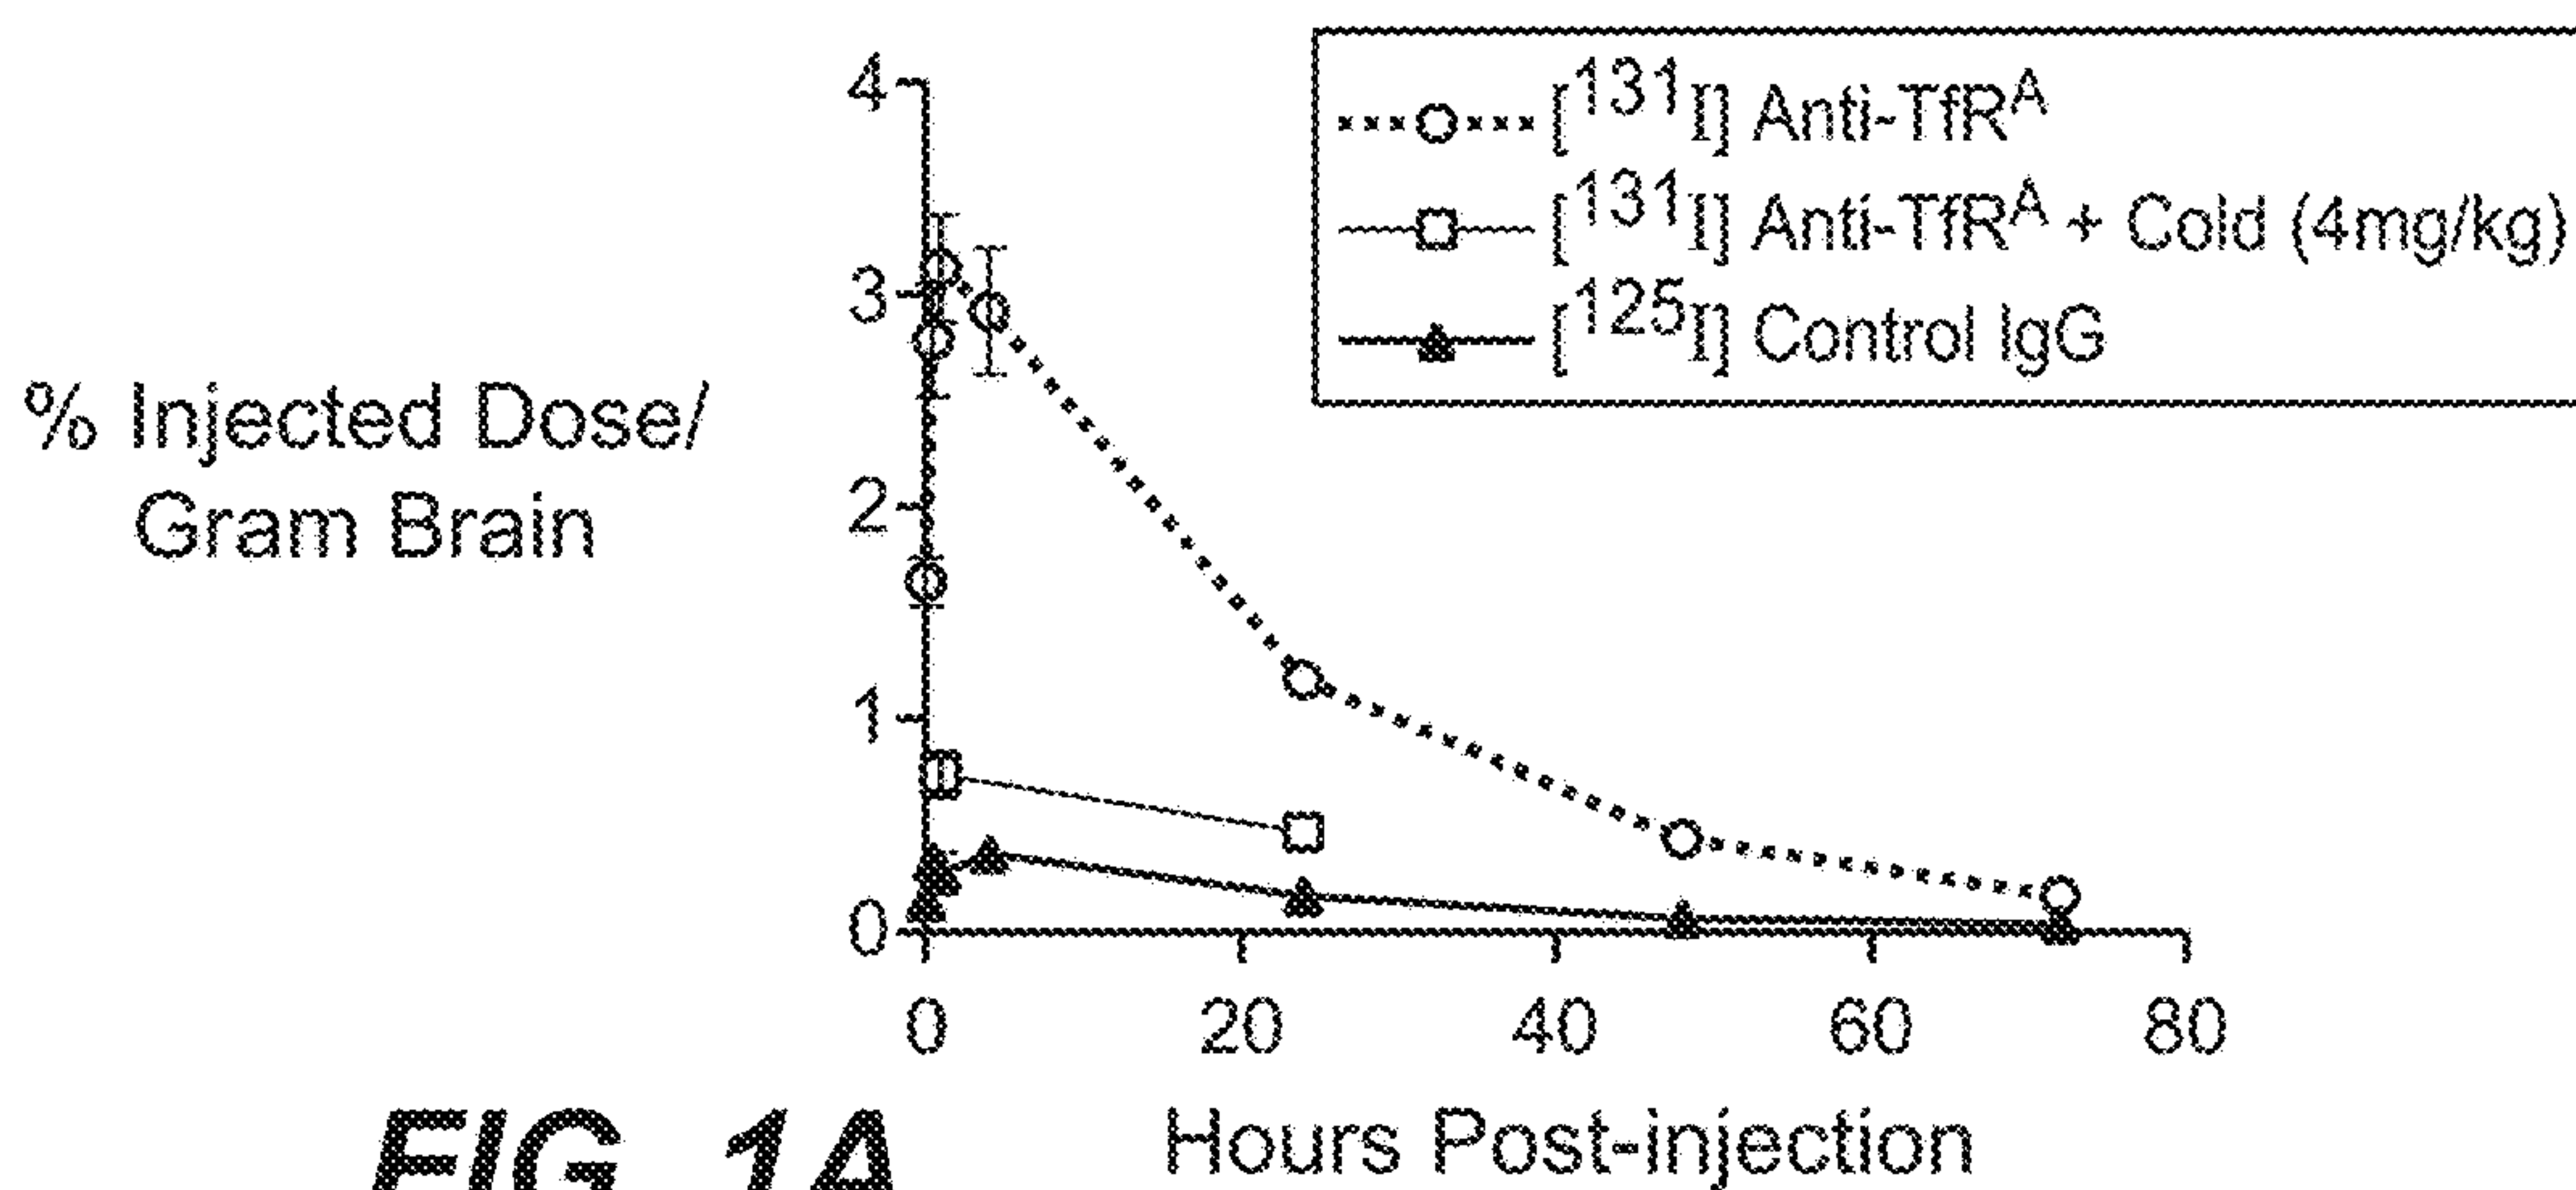 4
3
2
1
0
% Injected Dose/
Gram Brain
[¹³¹I] Anti-TfRᴬ
[¹³¹I] Anti-TfRᴬ + Cold (4mg/kg)
[¹²⁵I] Control IgG
0 20 40 60 80
Hours Post-injection
FIG. 1A